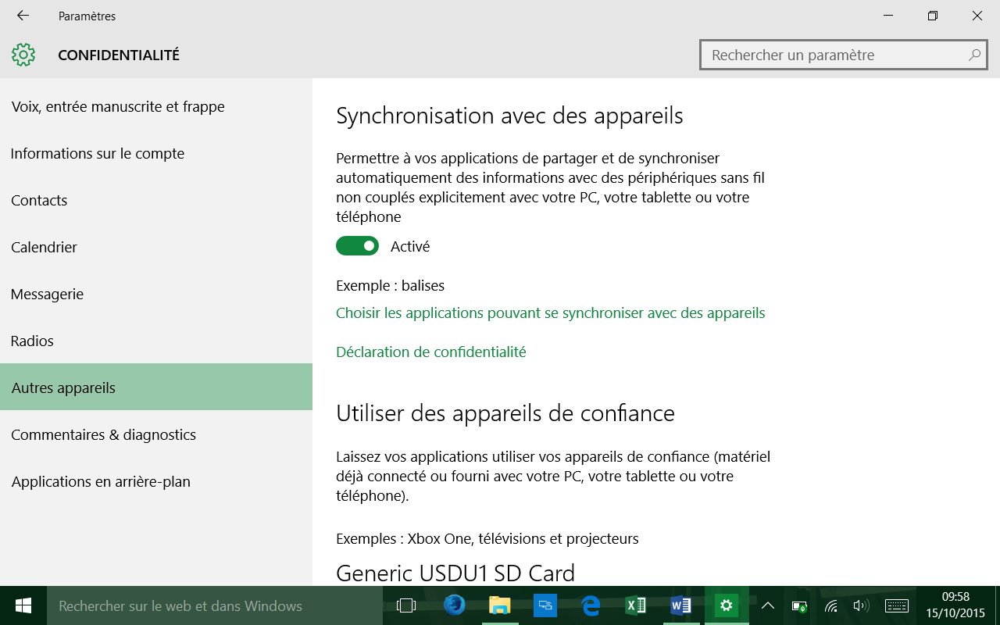 Paramètres
CONFIDENTIALITÉ
Rechercher un paramètre
Voix, entrée manuscrite et frappe
Informations sur le compte
Contacts
Calendrier
Messagerie
Radios
Autres appareils
Commentaires & diagnostics
Applications en arrière-plan
Synchronisation avec des appareils
Permettre à vos applications de partager et de synchroniser
automatiquement des informations avec des périphériques sans fil
non couplés explicitement avec votre PC, votre tablette ou votre
téléphone
Activé
Exemple : balises
Choisir les applications pouvant se synchroniser avec des appareils
Déclaration de confidentialité
Utiliser des appareils de confiance
Laissez vos applications utiliser vos appareils de confiance (matériel
déjà connecté ou fourni avec votre PC, votre tablette ou votre
téléphone).
Exemples : Xbox One, télévisions et projecteurs
Generic USDU1 SD Card
Rechercher sur le web et dans Windows
09:58
15/10/2015